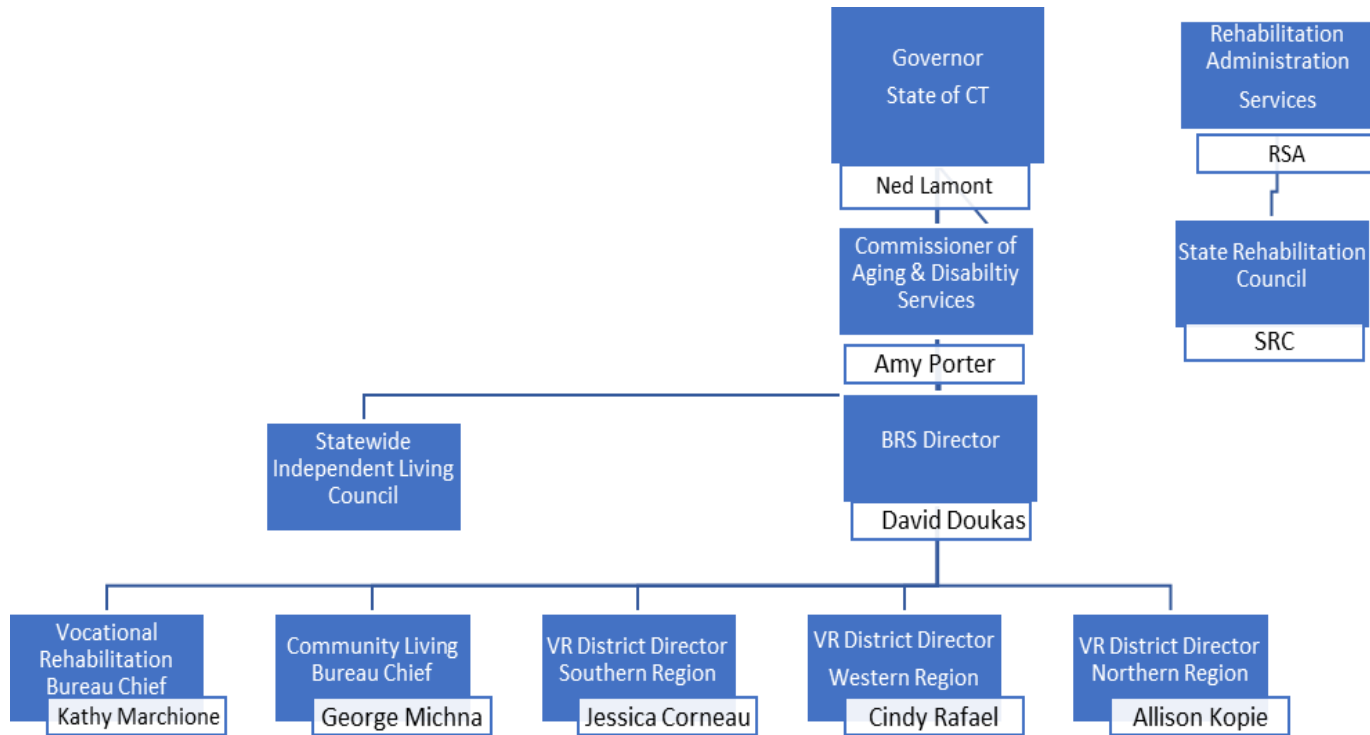 Governor
State of CT
Ned Lamont
Rehabilitation
Administration
Services
RSA
Commissioner of
Aging & Disabiltiy
Services
Amy Porter
State Rehabilitation
Council
SRC
Statewide
Independent Living
Council
BRS Director
David Doukas
Vocational
Rehabilitation
Bureau Chief
Kathy Marchione
Community Living
Bureau Chief
George Michna
VR District Director
Southern Region
Jessica Corneau
VR District Director
Western Region
Cindy Rafael
VR District Director
Northern Region
Allison Kopie